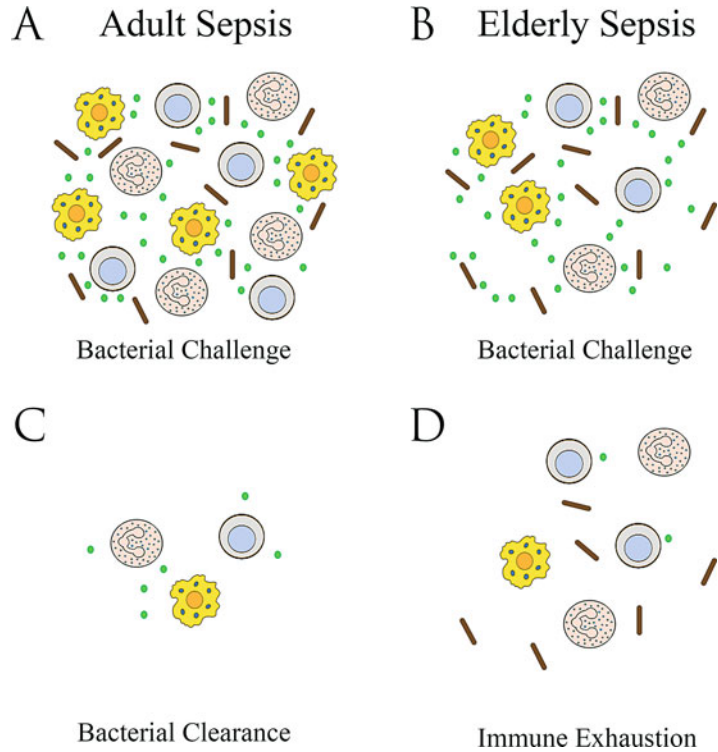 A Adult Sepsis
B Elderly Sepsis
Bacterial Challenge
Bacterial Challenge
C
D
Bacterial Clearance
Immune Exhaustion